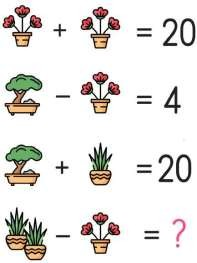 + = 20
- = 4
+ = 20
- = ?